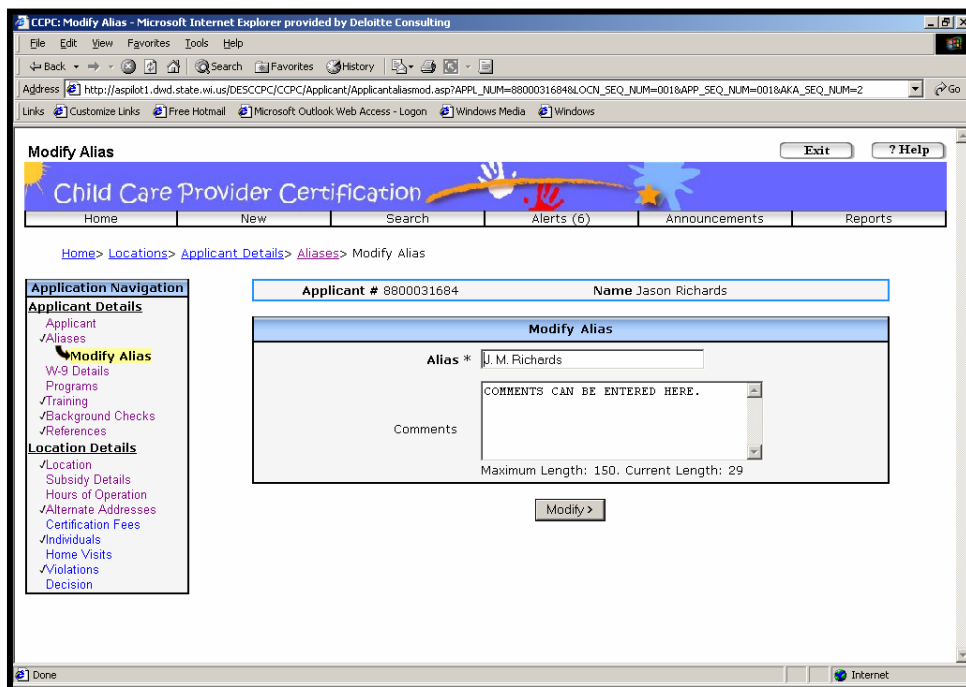 CCPC: Modify Alias - Microsoft Internet Explorer provided by Deloitte Consulting
File Edit View Favorites Tools Help
Back Search Favorites History
Address http://aspilot1.dwd.state.wi.us/DESCCPC/CCPC/Applicant/Applicantaliasmod.asp?APPL_NUM=8800031684&LOCN_SEQ_NUM=001&APP_SEQ_NUM=001&AKA_SEQ_NUM=2 Go
Links Customize Links Free Hotmail Microsoft Outlook Web Access - Logon Windows Media Windows
Modify Alias Exit ? Help
Child Care Provider Certification
Home New Search Alerts (6) Announcements Reports
Home> Locations> Applicant Details> Aliases> Modify Alias
Application Navigation
Applicant Details
Applicant
√Aliases
Modify Alias
W-9 Details
Programs
√Training
√Background Checks
√References
Location Details
√Location
Subsidy Details
Hours of Operation
√Alternate Addresses
Certification Fees
√Individuals
Home Visits
√Violations
Decision
Applicant # 8800031684 Name Jason Richards
Modify Alias
Alias * J. M. Richards
Comments COMMENTS CAN BE ENTERED HERE.
Maximum Length: 150. Current Length: 29
Modify >
Done Internet